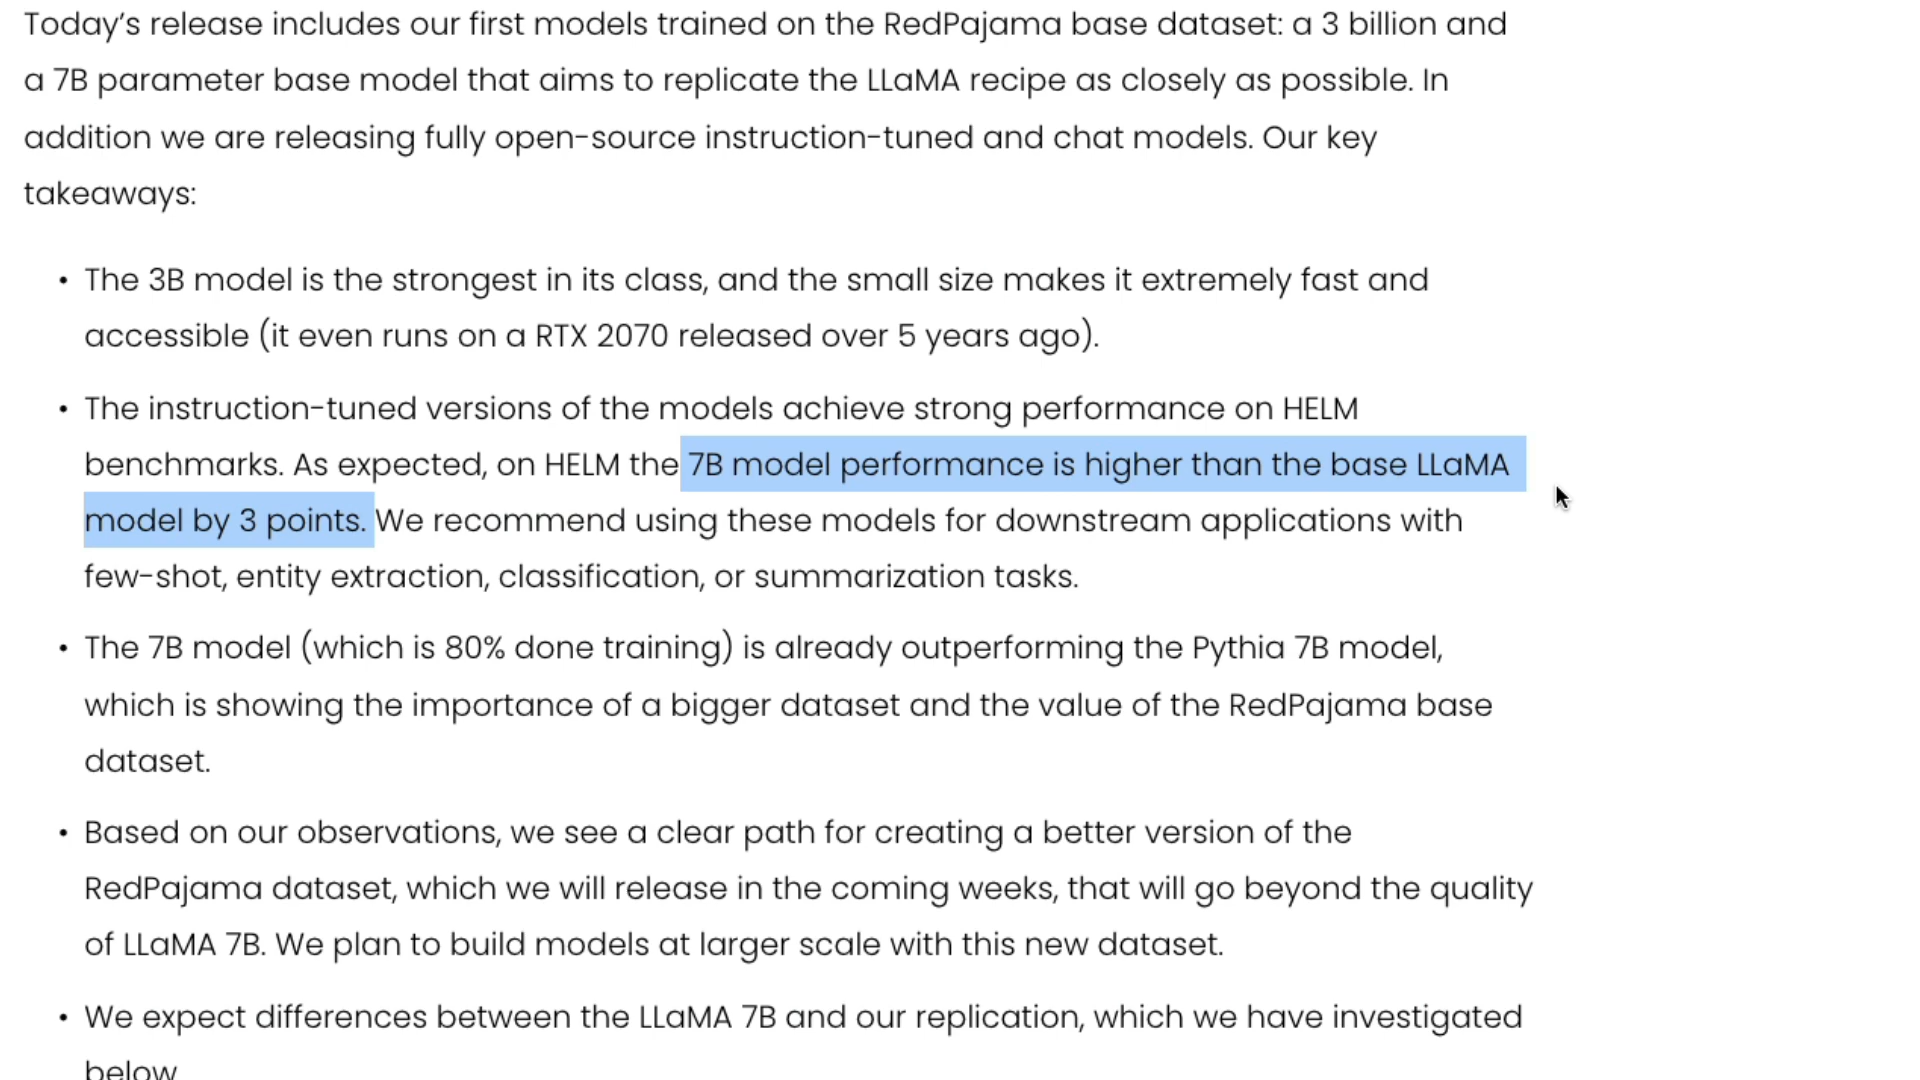 Today’s release includes our first models trained on the RedPajama base dataset: a 3 billion and
a 7B parameter base model that aims to replicate the LLaMA recipe as closely as possible. In
addition we are releasing fully open-source instruction-tuned and chat models. Our key
takeaways:
• The 3B model is the strongest in its class, and the small size makes it extremely fast and
accessible (it even runs on a RTX 2070 released over 5 years ago).
• The instruction-tuned versions of the models achieve strong performance on HELM
benchmarks. As expected, on HELM the 7B model performance is higher than the base LLaMA
model by 3 points. We recommend using these models for downstream applications with
few-shot, entity extraction, classification, or summarization tasks.
• The 7B model (which is 80% done training) is already outperforming the Pythia 7B model,
which is showing the importance of a bigger dataset and the value of the RedPajama base
dataset.
• Based on our observations, we see a clear path for creating a better version of the
RedPajama dataset, which we will release in the coming weeks, that will go beyond the quality
of LLaMA 7B. We plan to build models at larger scale with this new dataset.
• We expect differences between the LLaMA 7B and our replication, which we have investigated
below